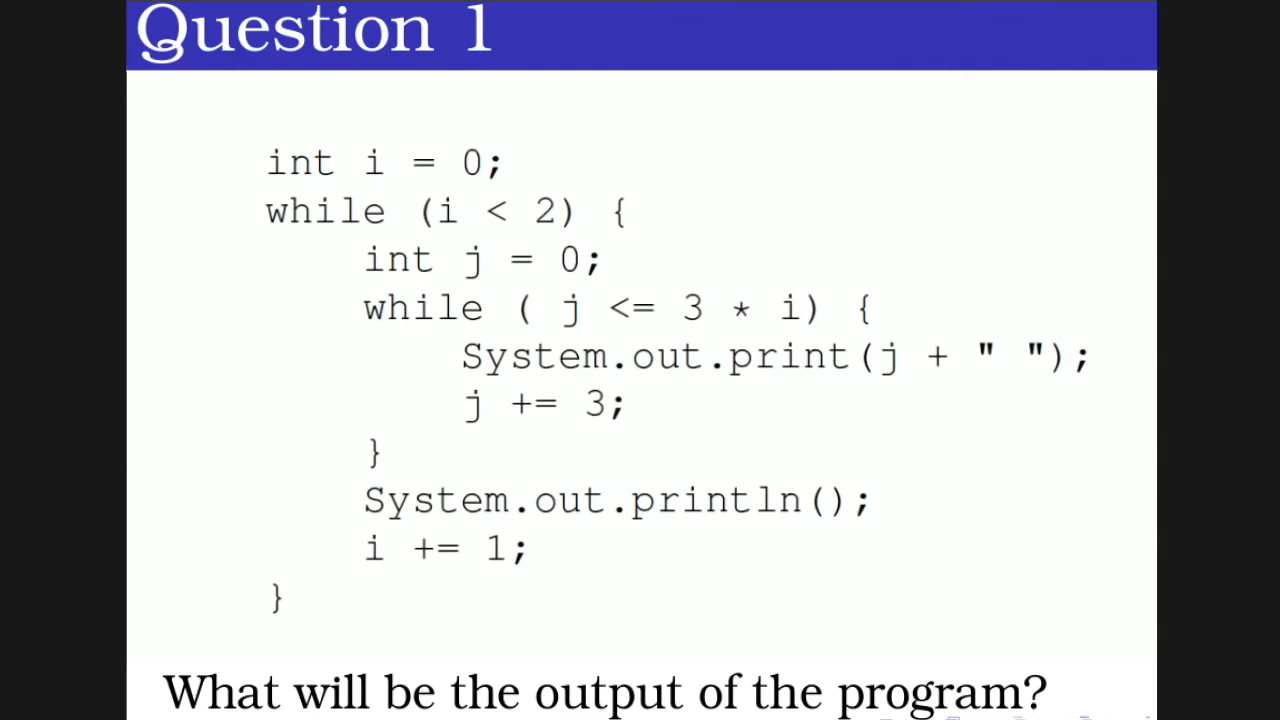 Question 1
int i = 0;
while (i < 2) {
int j = 0;
while ( j <= 3 * i) {
System.out.print(j + " ");
j += 3;
}
System.out.println();
i += 1;
}
What will be the output of the program?